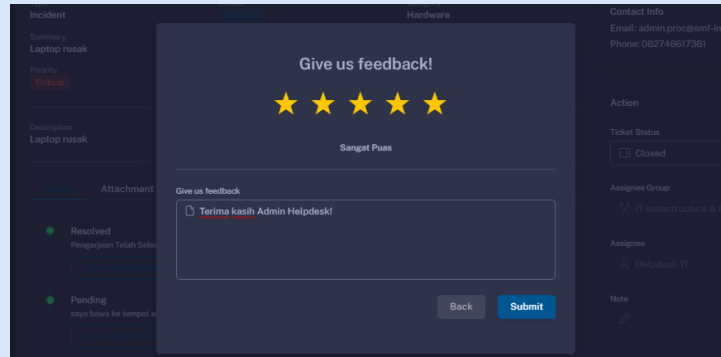 Incident
Hardware
Summary
Laptop rusak
Priority
Critical
Description
Laptop rusak
Attachment
Resolved
Pengerjaan Telah Sele
Pending
saya bawa ke tempat s
Give us feedback!
Sangat Puas
Give us feedback
Terima kasih Admin Helpdesk!
Back
Submit
Contact Info
Email: admin.proc@smf-in
Phone: 082746617361
Action
Ticket Status
Closed
Assignee Group
IT Infrastructure &
Assignee
Helpdesk TI
Note